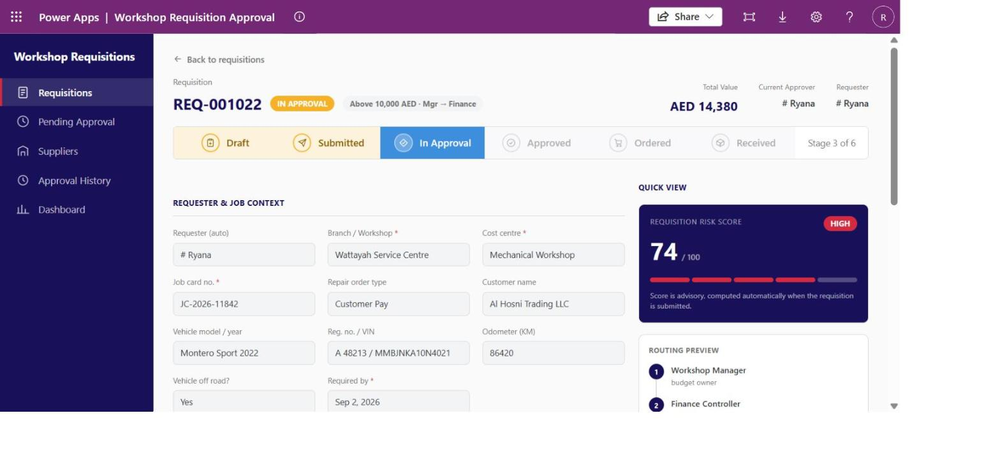 Power Apps | Workshop Requisition Approval
Share
R
Workshop Requisitions
Requisitions
Pending Approval
Suppliers
Approval History
Dashboard
← Back to requisitions
Requisition
REQ-001022
IN APPROVAL
Above 10,000 AED · Mgr → Finance
Total Value
AED 14,380
Current Approver
# Ryana
Requester
# Ryana
Draft
Submitted
In Approval
Approved
Ordered
Received
Stage 3 of 6
REQUESTER & JOB CONTEXT
Requester (auto)
# Ryana
Branch / Workshop *
Wattayah Service Centre
Cost centre *
Mechanical Workshop
Job card no. *
JC-2026-11842
Repair order type
Customer Pay
Customer name
Al Hosni Trading LLC
Vehicle model / year
Montero Sport 2022
Reg. no. / VIN
A 48213 / MMBJNKA10N4021
Odometer (KM)
86420
Vehicle off road?
Yes
Required by *
Sep 2, 2026
QUICK VIEW
REQUISITION RISK SCORE
HIGH
74 / 100
Score is advisory, computed automatically when the requisition
is submitted.
ROUTING PREVIEW
1
Workshop Manager
budget owner
2
Finance Controller